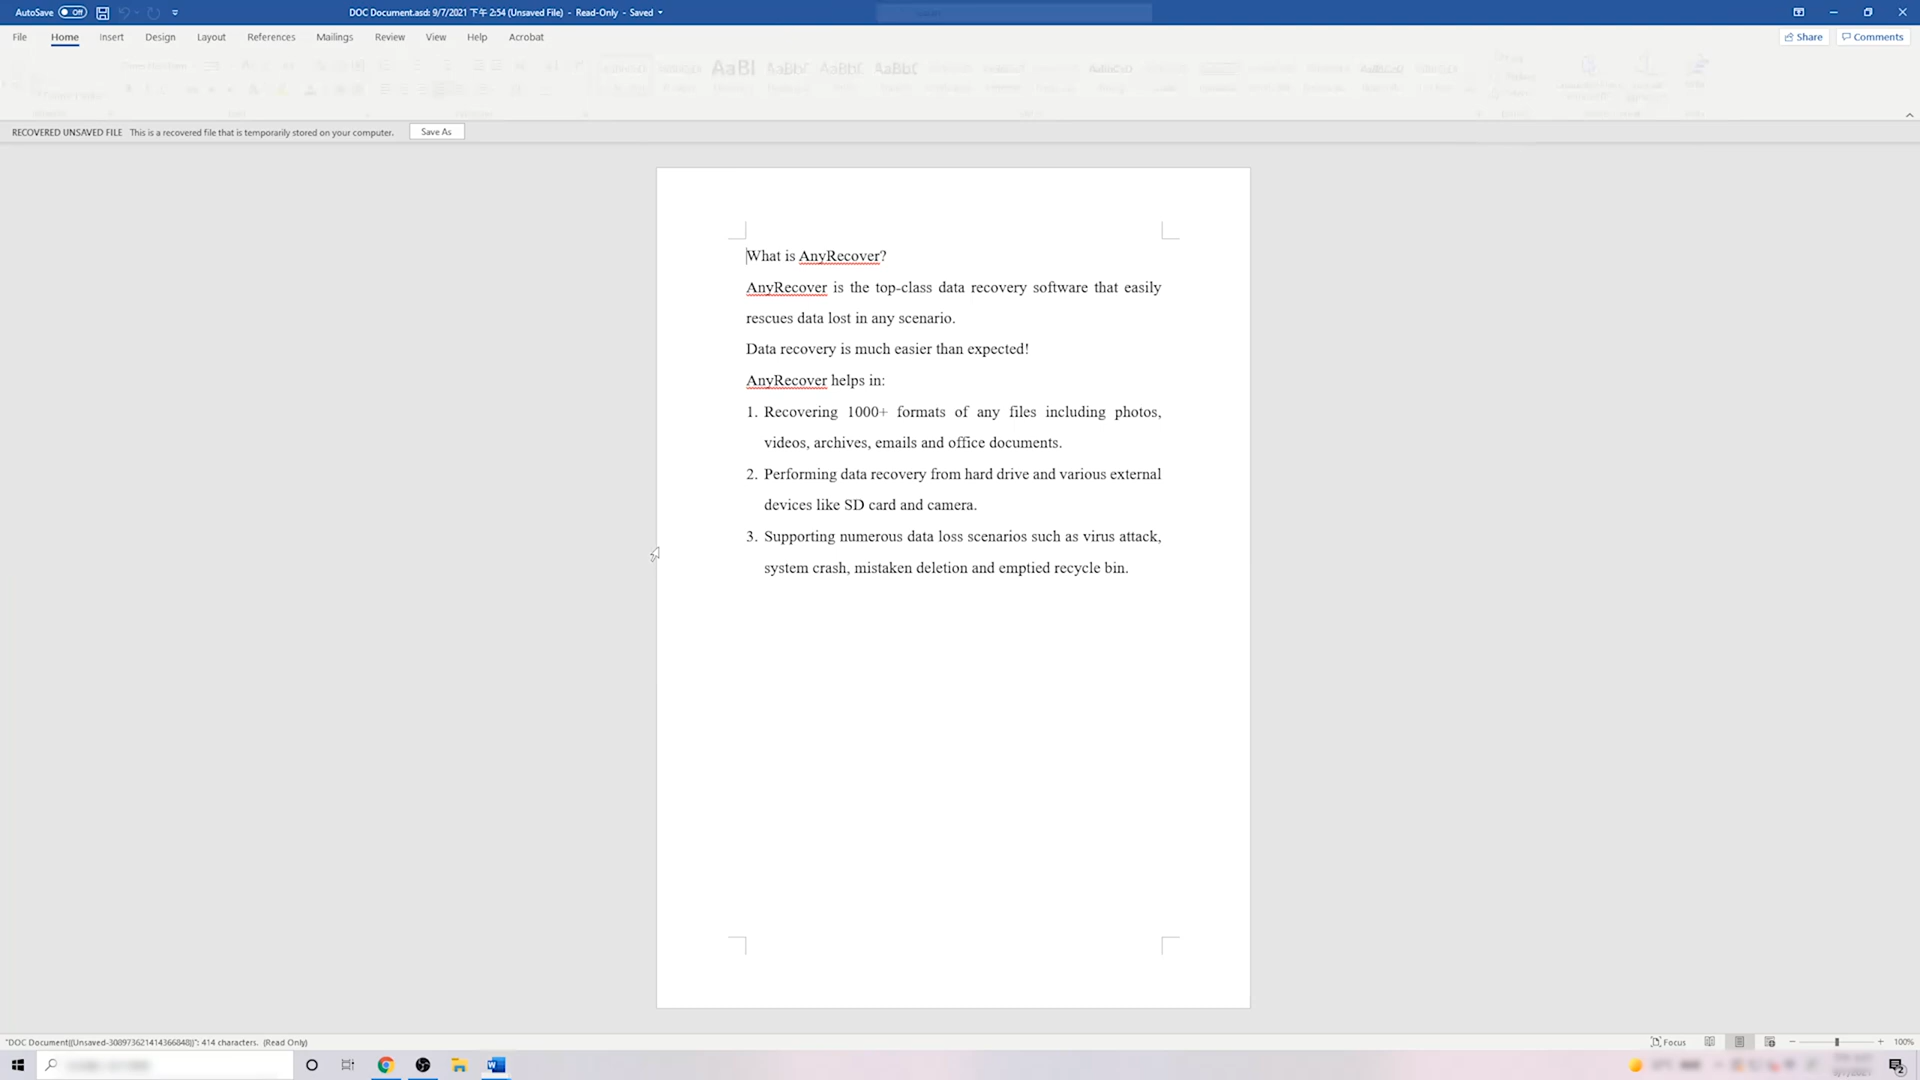 AutoSave Off DOC Document.asd: 9/7/2021 下午 2:54 (Unsaved File) - Read-Only - Saved
File Home Insert Design Layout References Mailings Review View Help Acrobat Share Comments
RECOVERED UNSAVED FILE This is a recovered file that is temporarily stored on your computer. Save As
What is AnyRecover?
AnyRecover is the top-class data recovery software that easily
rescues data lost in any scenario.
Data recovery is much easier than expected!
AnyRecover helps in:
1. Recovering 1000+ formats of any files including photos,
videos, archives, emails and office documents.
2. Performing data recovery from hard drive and various external
devices like SD card and camera.
3. Supporting numerous data loss scenarios such as virus attack,
system crash, mistaken deletion and emptied recycle bin.
"DOC Document((Unsaved-308973621414366848))": 414 characters. (Read Only) Focus 100%